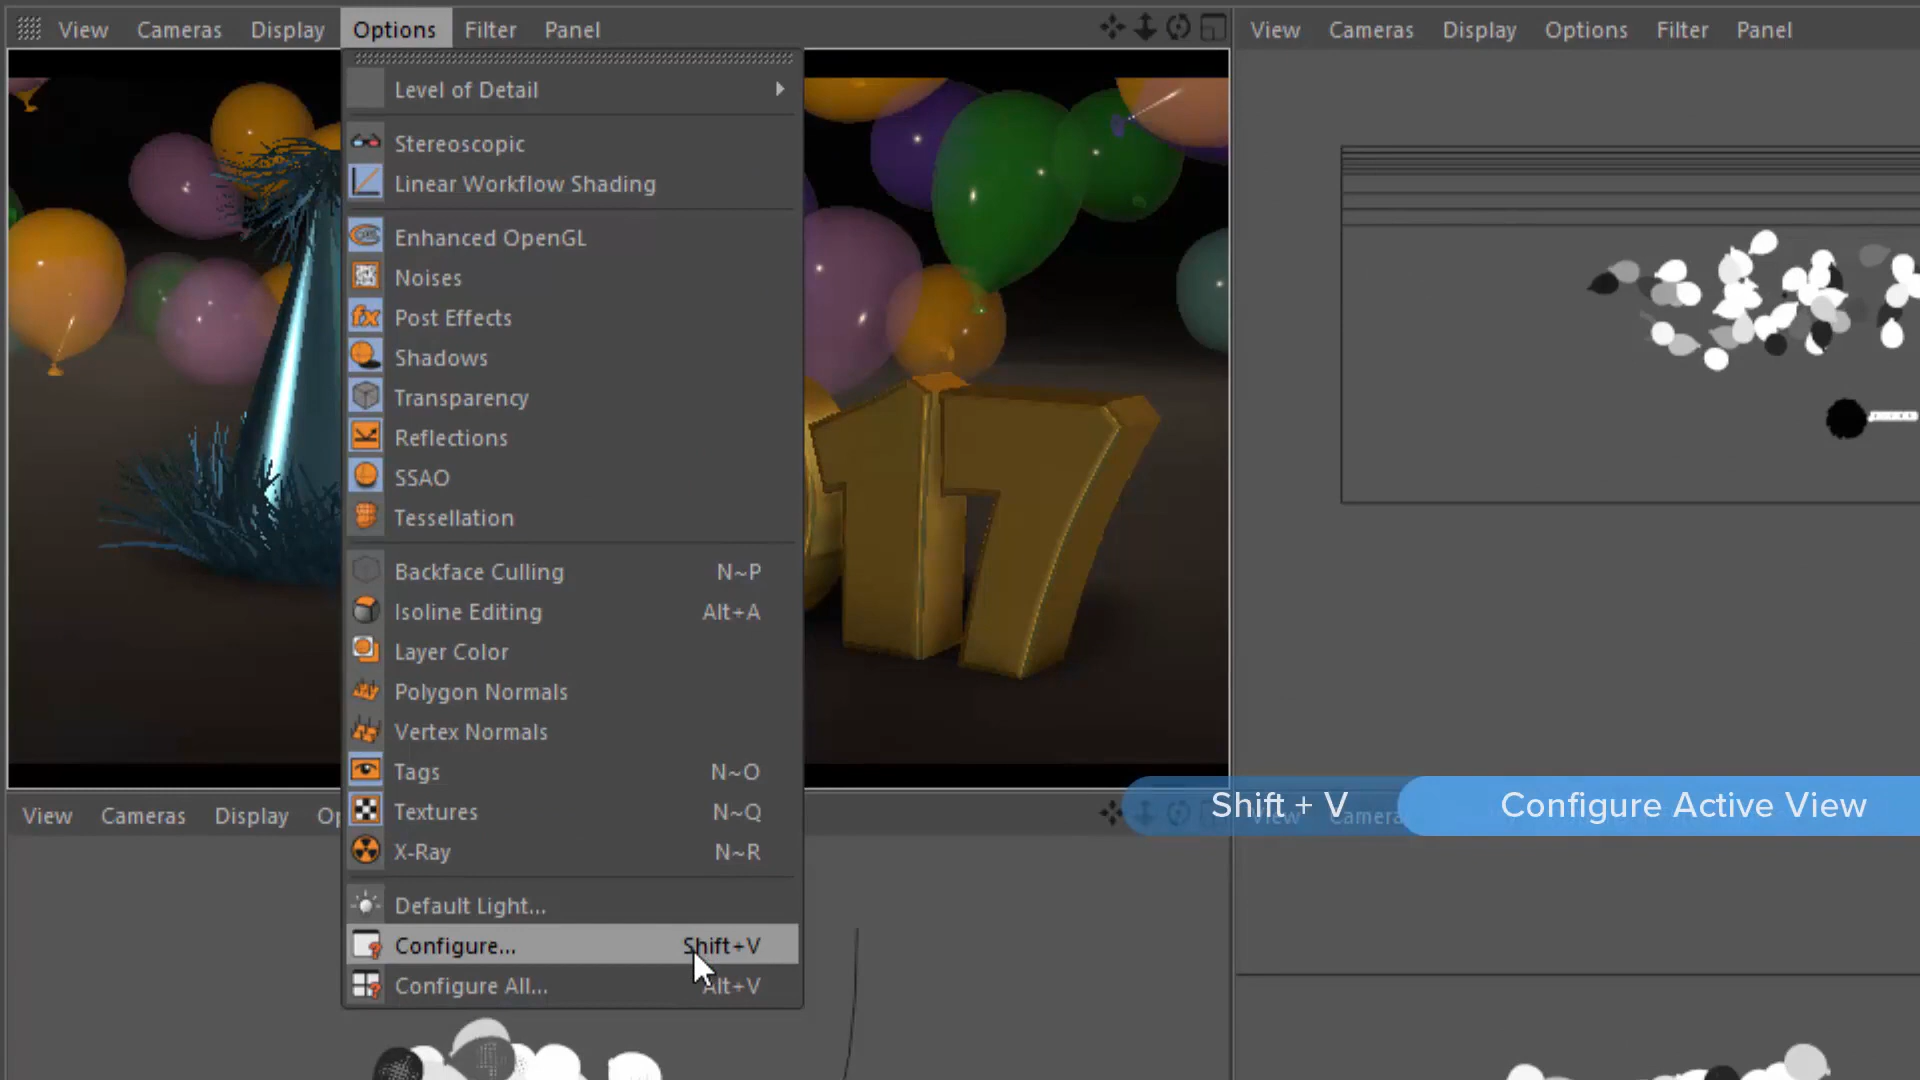 View Cameras Display Options Filter Panel
View Cameras Display Options Filter Panel
Level of Detail
Stereoscopic
Linear Workflow Shading
Enhanced OpenGL
Noises
Post Effects
Shadows
Transparency
Reflections
SSAO
Tessellation
Backface Culling N~P
Isoline Editing Alt+A
Layer Color
Polygon Normals
Vertex Normals
Tags N~O
Textures N~Q
X-Ray N~R
Default Light...
Configure... Shift+V
Configure All... Alt+V
17
View Cameras Display
Shift + V Configure Active View
View